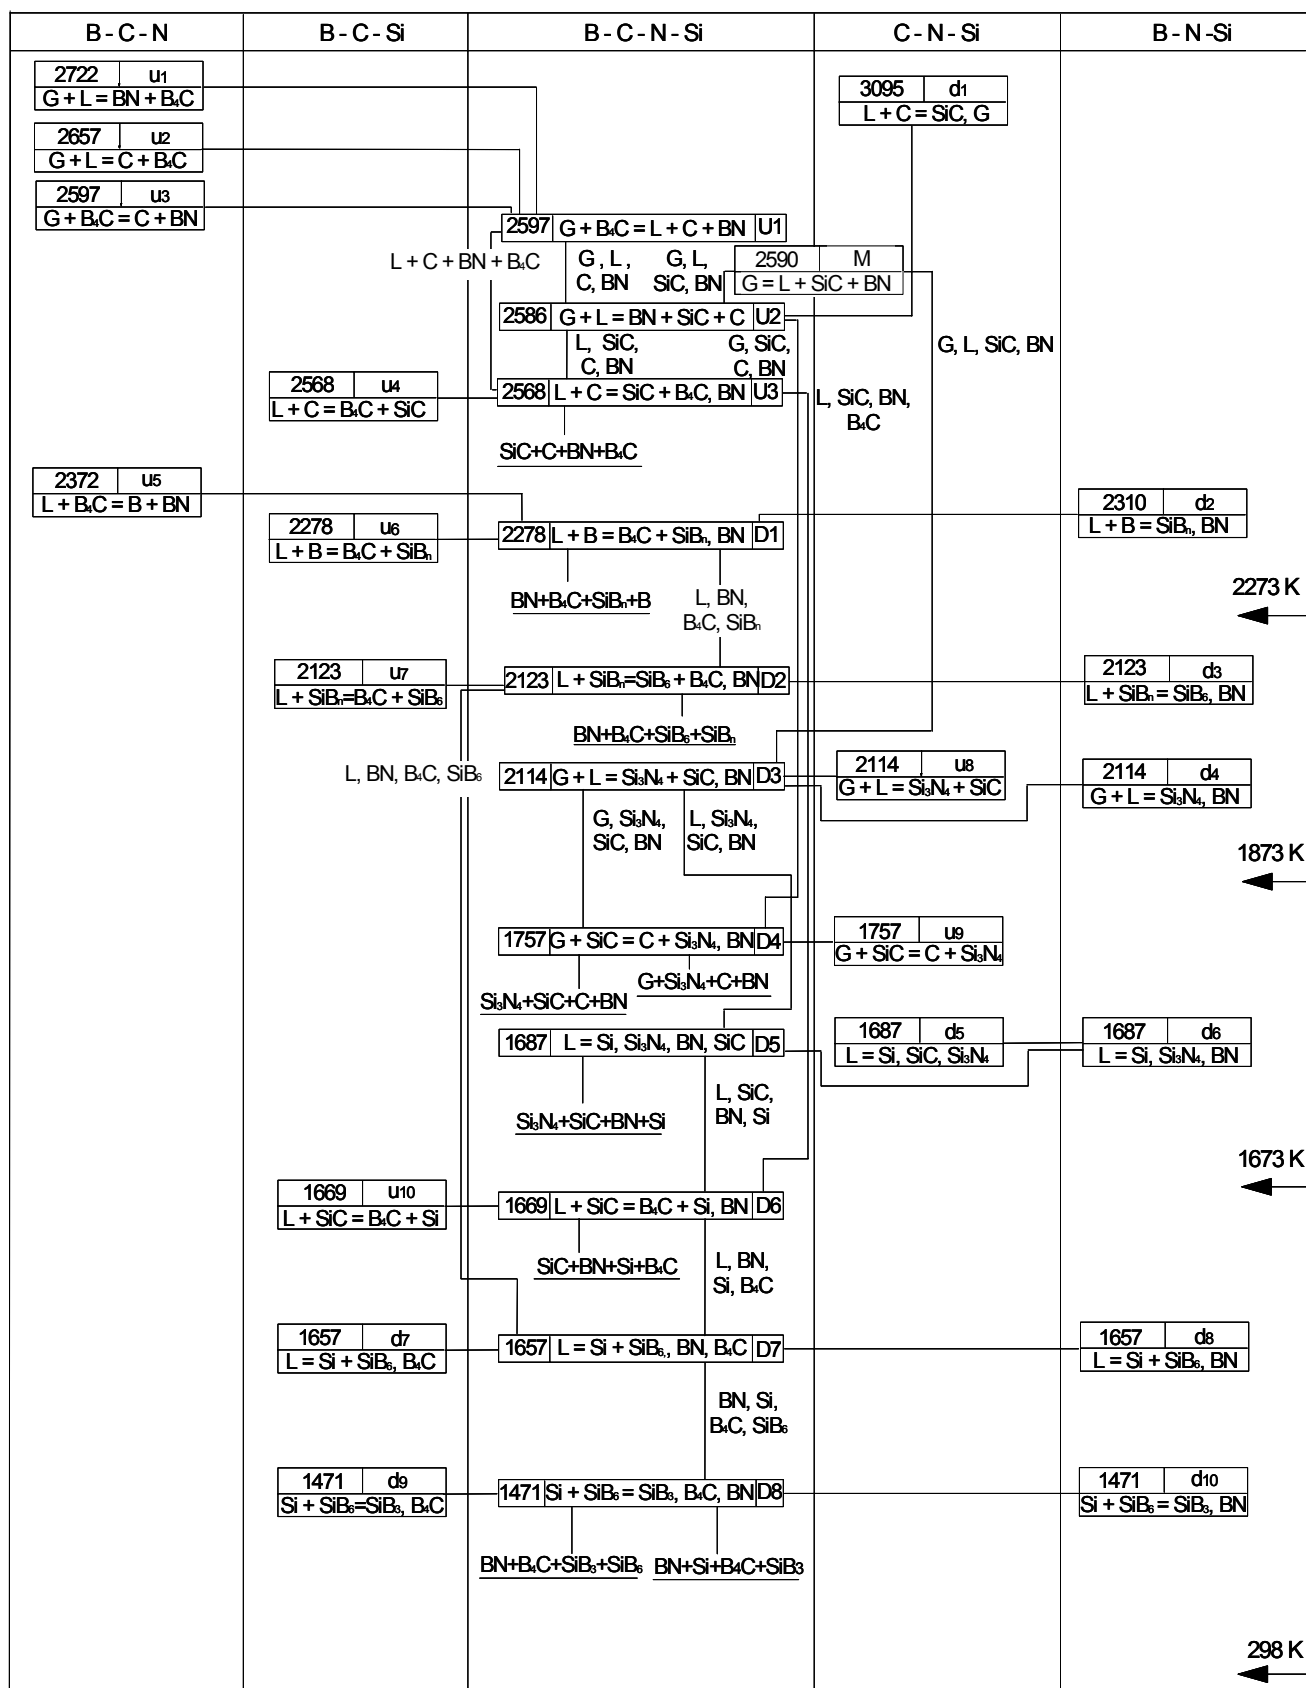 B - C - N
B - C - Si
B - C - N - Si
C - N - Si
B - N - Si
2722 u1
G + L = BN + B₄C
3095 d1
L + C = SiC, G
2657 u2
G + L = C + B₄C
2597 u3
G + B₄C = C + BN
2597 G + B₄C = L + C + BN U1
L + C + BN + B₄C
G, L,
C, BN
G, L,
SiC, BN
2590 M
G = L + SiC + BN
2586 G + L = BN + SiC + C U2
L, SiC,
C, BN
G, SiC,
C, BN
G, L, SiC, BN
2568 u4
L + C = B₄C + SiC
2568 L + C = SiC + B₄C, BN U3
L, SiC, BN,
B₄C
SiC+C+BN+B₄C
2372 u5
L + B₄C = B + BN
2310 d2
L + B = SiBₙ, BN
2278 u6
L + B = B₄C + SiBₙ
2278 L + B = B₄C + SiBₙ, BN D1
BN+B₄C+SiBₙ+B
L, BN,
B₄C, SiBₙ
2273 K
2123 u7
L + SiBₙ=B₄C + SiB₆
2123 L + SiBₙ=SiB₆ + B₄C, BN D2
2123 d3
L + SiBₙ = SiB₆, BN
BN+B₄C+SiB₆+SiBₙ
L, BN, B₄C, SiB₆
2114 G + L = Si₃N₄ + SiC, BN D3
2114 u8
G + L = Si₃N₄ + SiC
2114 d4
G + L = Si₃N₄, BN
G, Si₃N₄,
SiC, BN
L, Si₃N₄,
SiC, BN
1873 K
1757 G + SiC = C + Si₃N₄, BN D4
1757 u9
G + SiC = C + Si₃N₄
G+Si₃N₄+C+BN
Si₃N₄+SiC+C+BN
1687 L = Si, Si₃N₄, BN, SiC D5
1687 d5
L = Si, SiC, Si₃N₄
1687 d6
L = Si, Si₃N₄, BN
L, SiC,
BN, Si
Si₃N₄+SiC+BN+Si
1673 K
1669 u10
L + SiC = B₄C + Si
1669 L + SiC = B₄C + Si, BN D6
SiC+BN+Si+B₄C
L, BN,
Si, B₄C
1657 d7
L = Si + SiB₆, B₄C
1657 L = Si + SiB₆, BN, B₄C D7
1657 d8
L = Si + SiB₆, BN
BN, Si,
B₄C, SiB₆
1471 d9
Si + SiB₆=SiB₃, B₄C
1471 Si + SiB₆ = SiB₃, B₄C, BN D8
1471 d10
Si + SiB₆ = SiB₃, BN
BN+B₄C+SiB₃+SiB₆
BN+Si+B4C+SiB3
298 K